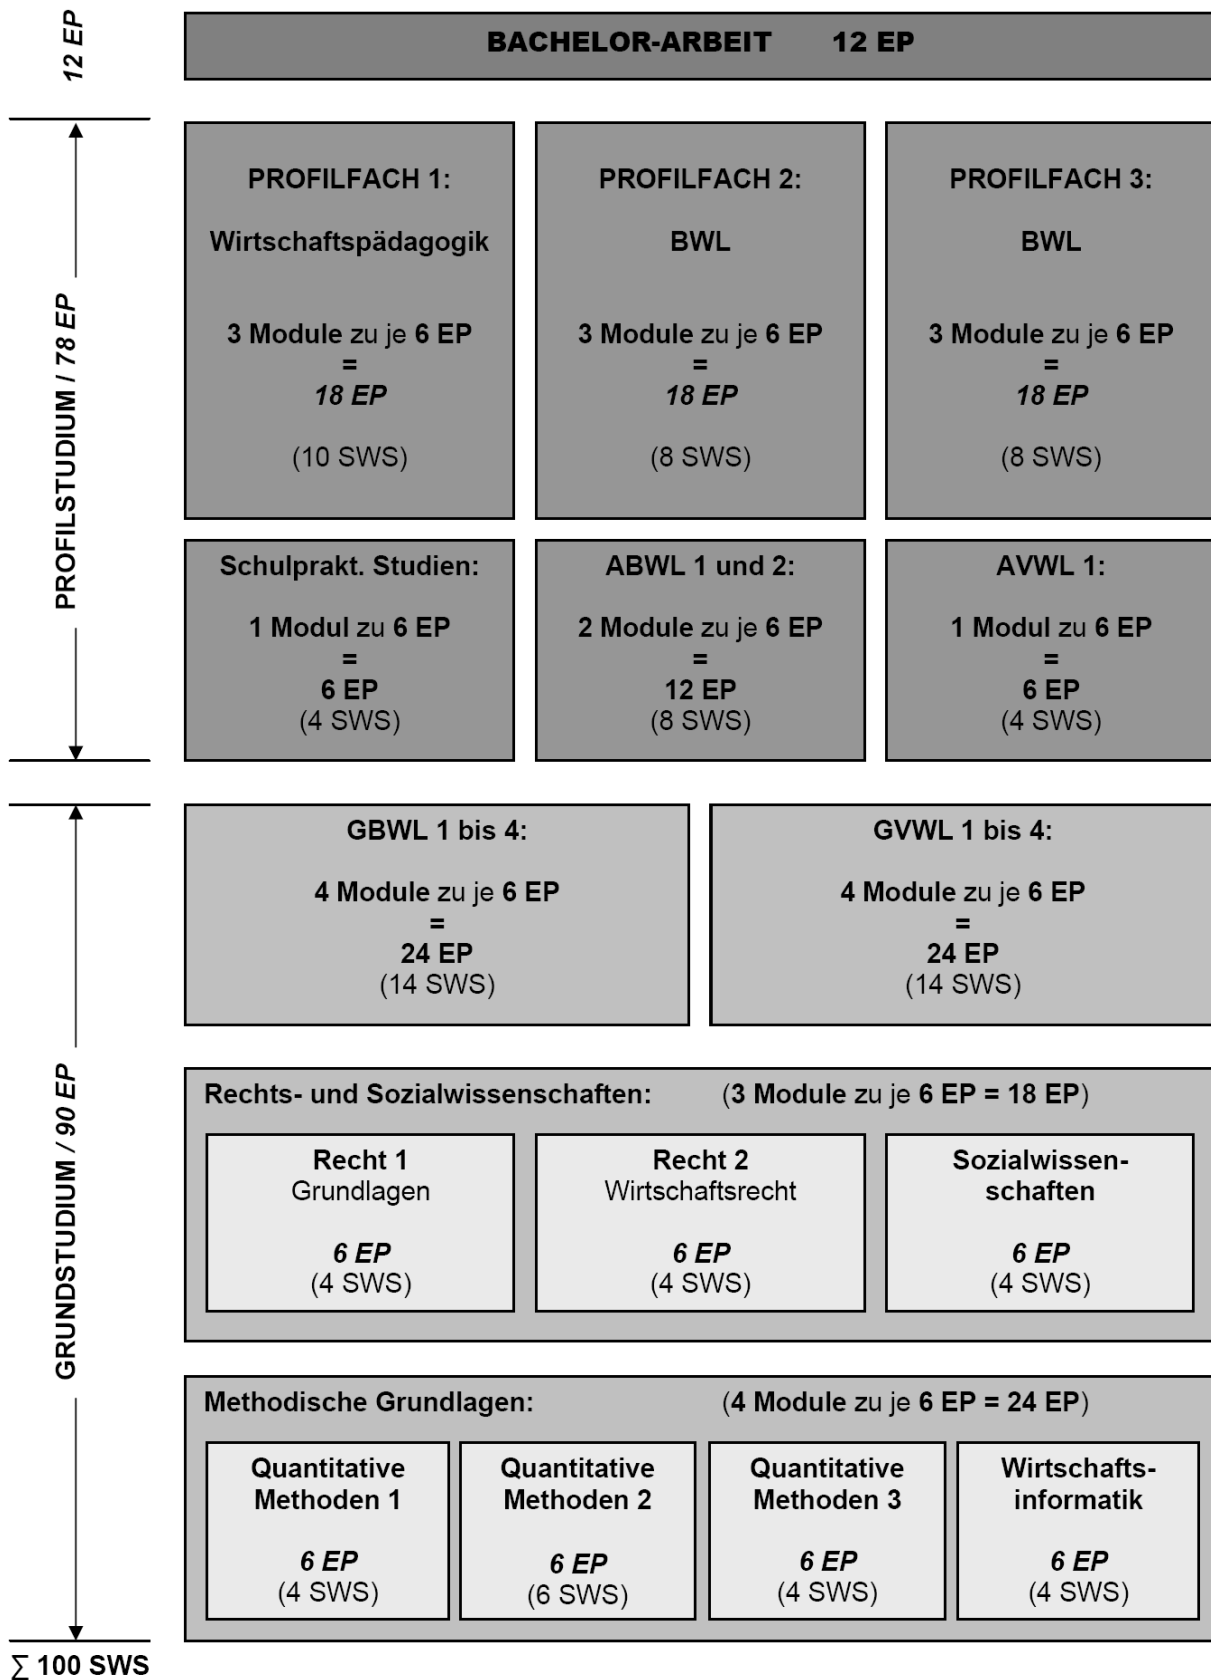 12 EP
BACHELOR-ARBEIT 12 EP
PROFILSTUDIUM / 78 EP
PROFILFACH 1:
Wirtschaftspädagogik
3 Module zu je 6 EP
=
18 EP
(10 SWS)
PROFILFACH 2:
BWL
3 Module zu je 6 EP
=
18 EP
(8 SWS)
PROFILFACH 3:
BWL
3 Module zu je 6 EP
=
18 EP
(8 SWS)
Schulprakt. Studien:
1 Modul zu 6 EP
=
6 EP
(4 SWS)
ABWL 1 und 2:
2 Module zu je 6 EP
=
12 EP
(8 SWS)
AVWL 1:
1 Modul zu 6 EP
=
6 EP
(4 SWS)
GRUNDSTUDIUM / 90 EP
GBWL 1 bis 4:
4 Module zu je 6 EP
=
24 EP
(14 SWS)
GVWL 1 bis 4:
4 Module zu je 6 EP
=
24 EP
(14 SWS)
Rechts- und Sozialwissenschaften: (3 Module zu je 6 EP = 18 EP)
Recht 1
Grundlagen
6 EP
(4 SWS)
Recht 2
Wirtschaftsrecht
6 EP
(4 SWS)
Sozialwissen-
schaften
6 EP
(4 SWS)
Methodische Grundlagen: (4 Module zu je 6 EP = 24 EP)
Quantitative
Methoden 1
6 EP
(4 SWS)
Quantitative
Methoden 2
6 EP
(6 SWS)
Quantitative
Methoden 3
6 EP
(4 SWS)
Wirtschafts-
informatik
6 EP
(4 SWS)
∑ 100 SWS